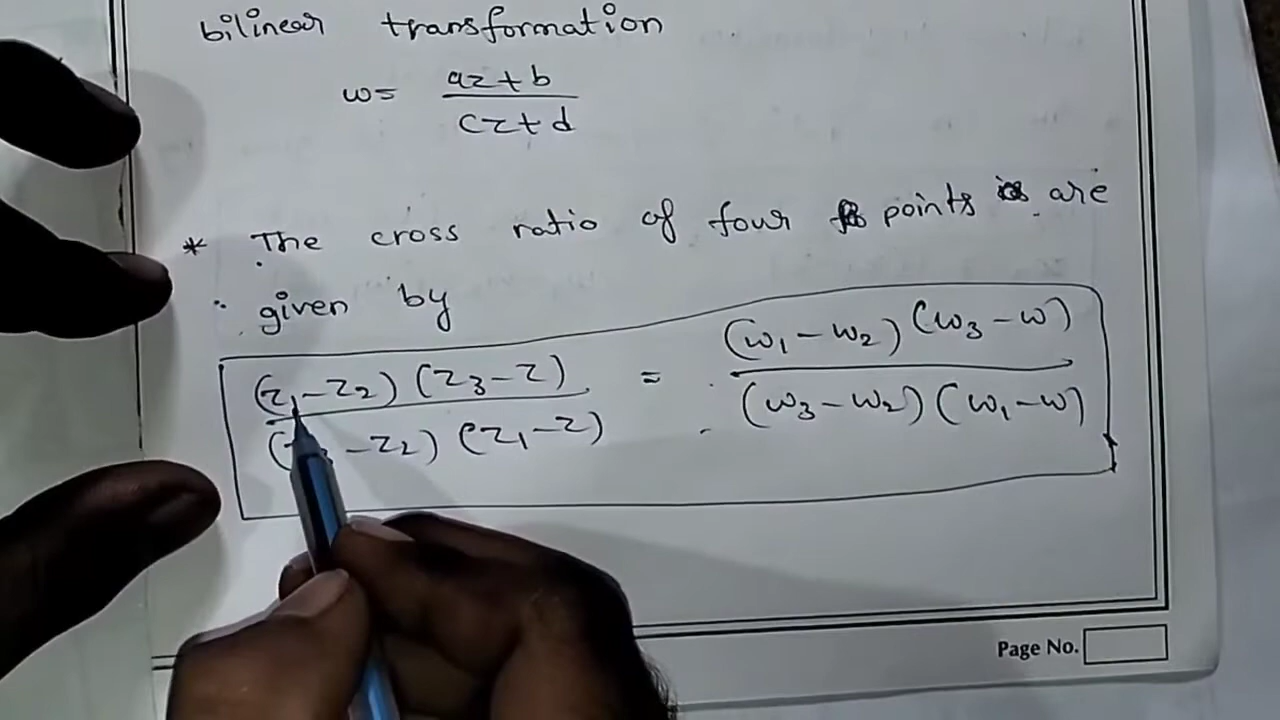 bilinear transformation
w = az+b / cz+d
* The cross ratio of four points are
given by
(z₁-z₂) (z₃-z) / ( -z₂) (z₁-z) = (w₁-w₂) (w₃-w) / (w₃-w₂) (w₁-w)
Page No.